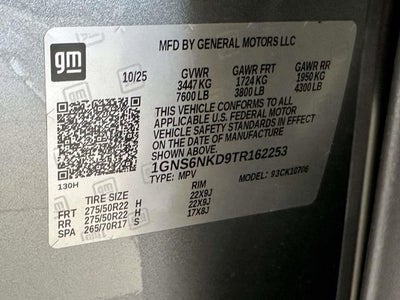 gm
MFD BY GENERAL MOTORS LLC
10/25 GVWR GAWR FRT GAWR RR
3447 KG 1724 KG 1950 KG
7600 LB 3800 LB 4300 LB
THIS VEHICLE CONFORMS TO ALL
APPLICABLE U.S. FEDERAL MOTOR
VEHICLE SAFETY STANDARDS IN EFFECT
ON THE DATE OF MANUFACTURE
SHOWN ABOVE
1GNS6NKD9TR162253
130H TYPE: MPV MODEL: 93CK10706
TIRE SIZE RIM
FRT 275/50R22 H 22X9J
RR 275/50R22 H 22X9J
SPA 265/70R17 S 17X8J